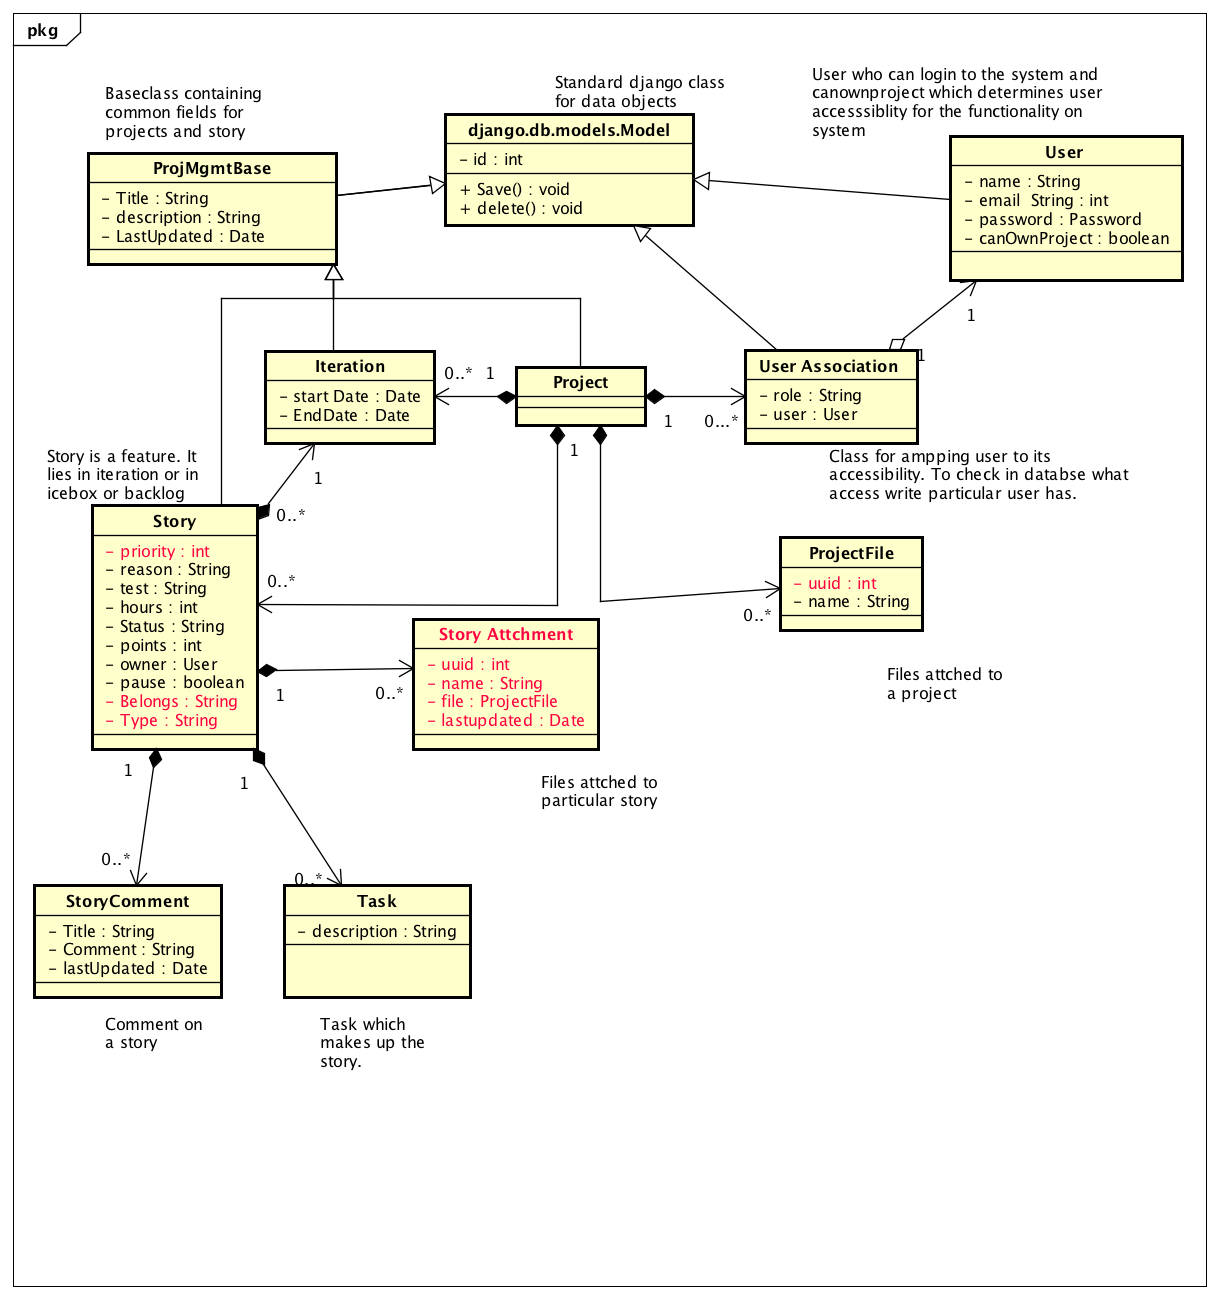 pkg
Baseclass containing
common fields for
projects and story
Standard django class
for data objects
User who can login to the system and
canownproject which determines user
accesssiblity for the functionality on
system
ProjMgmtBase
- Title : String
- description : String
- LastUpdated : Date
django.db.models.Model
- id : int
+ Save() : void
+ delete() : void
User
- name : String
- email  String : int
- password : Password
- canOwnProject : boolean
1
1
Iteration
- start Date : Date
- EndDate : Date
0..*
1
Project
1
0...*
1
User Association
- role : String
- user : User
Class for ampping user to its
accessibility. To check in databse what
access write particular user has.
Story is a feature. It
lies in iteration or in
icebox or backlog
1
0..*
Story
- priority : int
- reason : String
- test : String
- hours : int
- Status : String
- points : int
- owner : User
- pause : boolean
- Belongs : String
- Type : String
0..*
1
0..*
Story Attchment
- uuid : int
- name : String
- file : ProjectFile
- lastupdated : Date
ProjectFile
- uuid : int
- name : String
0..*
Files attched to
a project
Files attched to
particular story
1
1
0..*
0..*
StoryComment
- Title : String
- Comment : String
- lastUpdated : Date
Task
- description : String
Comment on
a story
Task which
makes up the
story.